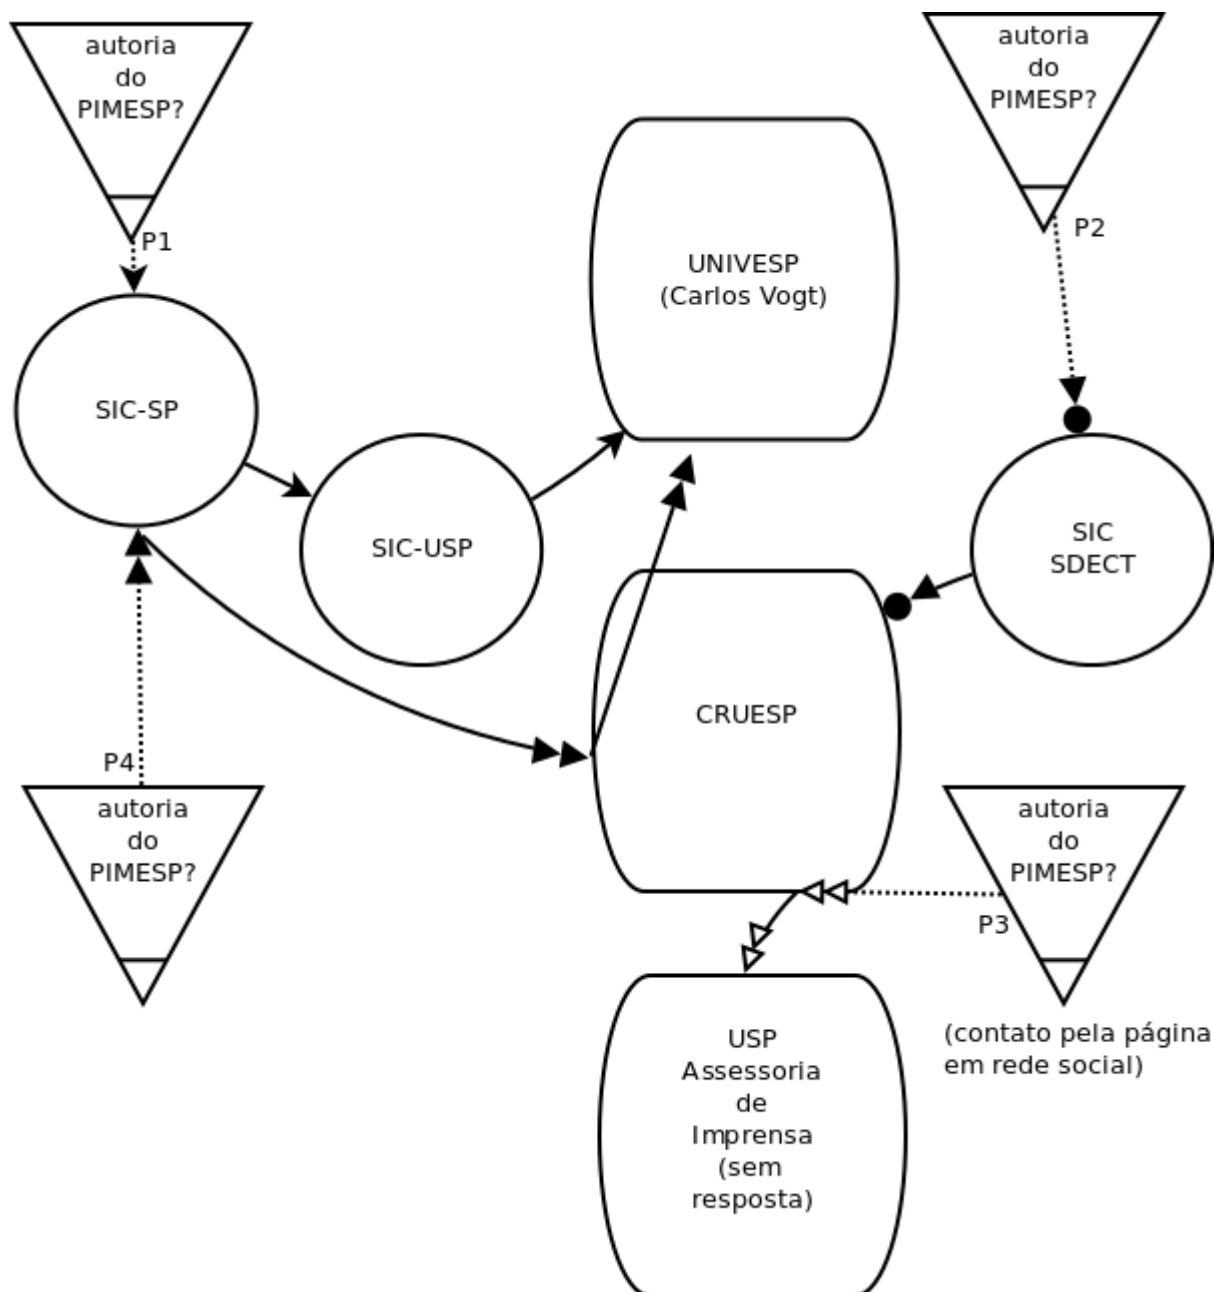 autoria
do
PIMESP?
autoria
do
PIMESP?
P1
P2
UNIVESP
(Carlos Vogt)
SIC-SP
SIC-USP
SIC
SDECT
CRUESP
P4
autoria
do
PIMESP?
autoria
do
PIMESP?
P3
(contato pela página
em rede social)
USP
Assessoria
de
Imprensa
(sem
resposta)